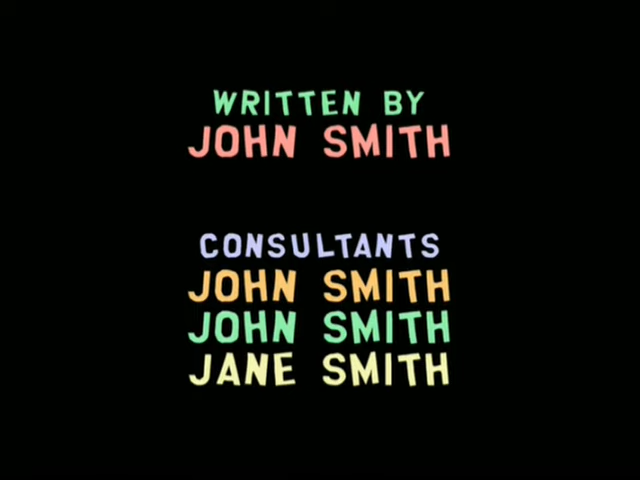 WRITTEN BY
JOHN SMITH
CONSULTANTS
JOHN SMITH
JOHN SMITH
JANE SMITH